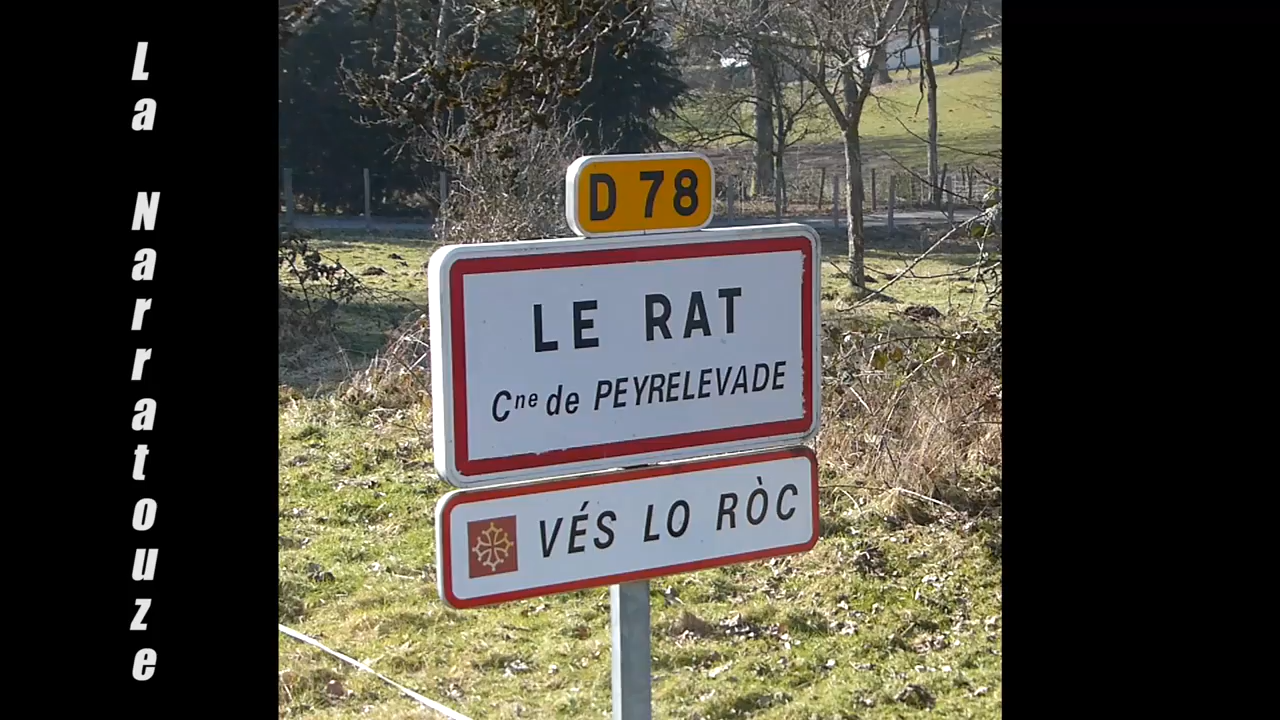 La Narratouze
D 78
LE RAT
Cne de PEYRELEVADE
VÉS LO RÒC